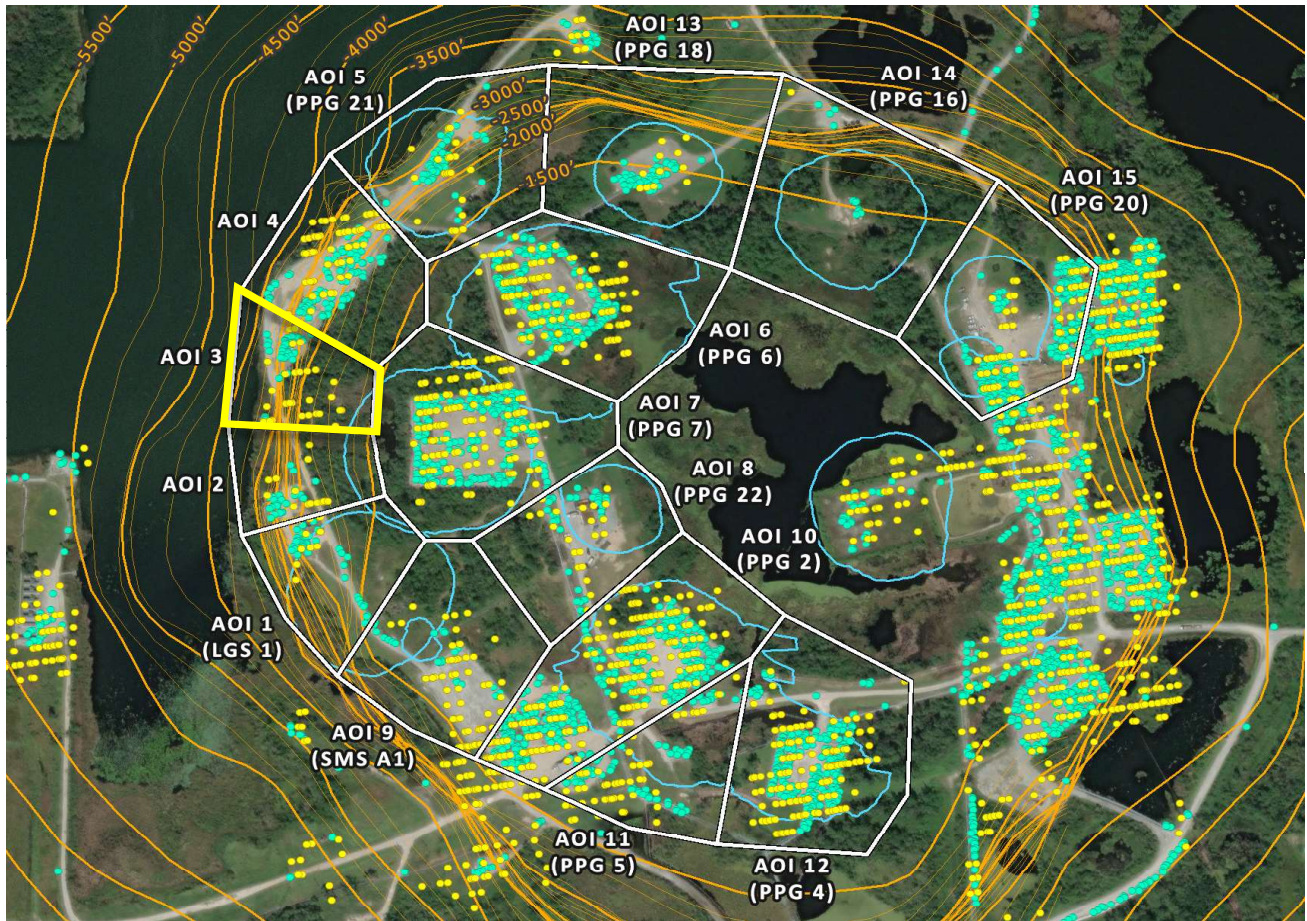 -5500'
-5000'
-4500'
-4000'
-3500'
-3000'
-2500'
-2000'
-1500'
AOI 13
(PPG 18)
AOI 5
(PPG 21)
AOI 14
(PPG 16)
AOI 15
(PPG 20)
AOI 4
AOI 3
AOI 6
(PPG 6)
AOI 7
(PPG 7)
AOI 2
AOI 8
(PPG 22)
AOI 10
(PPG 2)
AOI 1
(LGS 1)
AOI 9
(SMS A1)
AOI 11
(PPG 5)
AOI 12
(PPG 4)